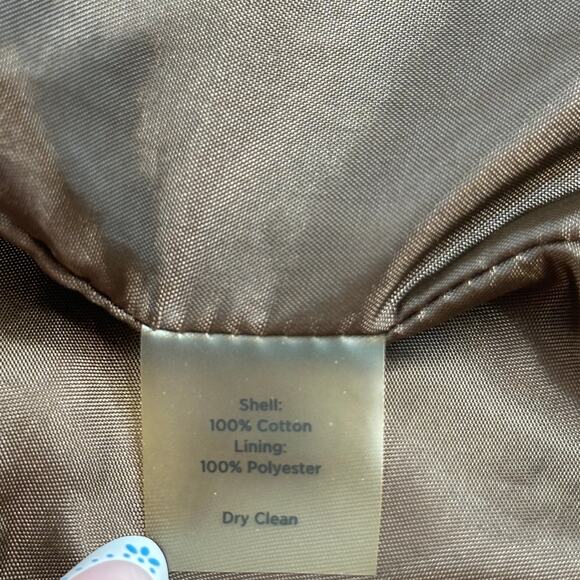 Shell:
100% Cotton
Lining:
100% Polyester
Dry Clean